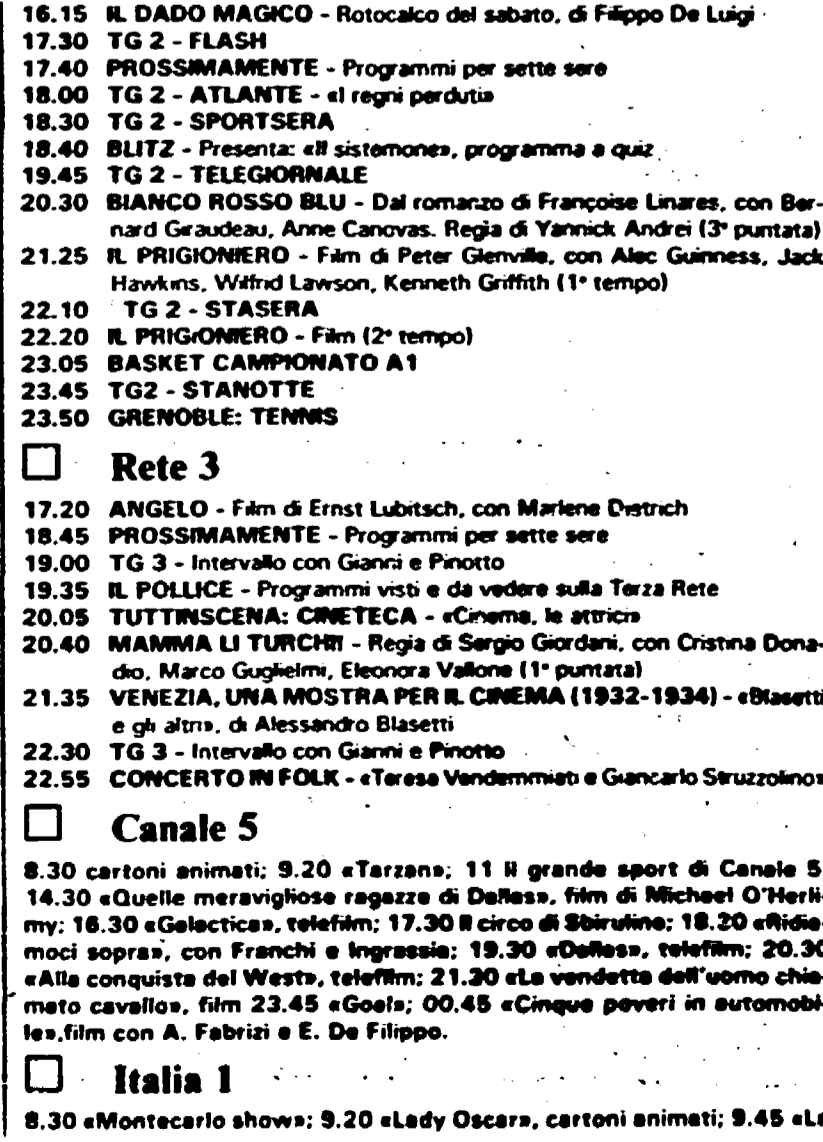 16.15 IL DADO MAGICO - Rotocalco del sabato, di Filippo De Luigi
17.30 TG 2 - FLASH
17.40 PROSSIMAMENTE - Programmi per sette sere
18.00 TG 2 - ATLANTE - «I regni perduti»
18.30 TG 2 - SPORTSERA
18.40 BLITZ - Presenta: «Il sistemone», programma a quiz
19.45 TG 2 - TELEGIORNALE
20.30 BIANCO ROSSO BLU - Dal romanzo di Françoise Linares, con Ber-
nard Giraudeau, Anne Canovas. Regia di Yannick Andrei (3ª puntata)
21.25 IL PRIGIONIERO - Film di Peter Glenville, con Alec Guinness, Jack
Hawkins, Wilfrid Lawson, Kenneth Griffith (1º tempo)
22.10 TG 2 - STASERA
22.20 IL PRIGIONIERO - Film (2º tempo)
23.05 BASKET CAMPIONATO A1
23.45 TG2 - STANOTTE
23.50 GRENOBLE: TENNIS
Rete 3
17.20 ANGELO - Film di Ernst Lubitsch, con Marlene Dietrich
18.45 PROSSIMAMENTE - Programmi per sette sere
19.00 TG 3 - Intervallo con Gianni e Pinotto
19.35 IL POLLICE - Programmi visti e da vedere sulla Terza Rete
20.05 TUTTINSCENA: CINETECA - «Cinema, le attrici»
20.40 MAMMA LI TURCHI! - Regia di Sergio Giordani, con Cristina Dona-
dio, Marco Guglielmi, Eleonora Vallone (1ª puntata)
21.35 VENEZIA, UNA MOSTRA PER IL CINEMA (1932-1934) - «Blasetti
e gli altri», di Alessandro Blasetti
22.30 TG 3 - Intervallo con Gianni e Pinotto
22.55 CONCERTO IN FOLK - «Teresa Vendemmiati e Giancarlo Struzzolino»
Canale 5
8.30 cartoni animati; 9.20 «Tarzan»; 11 Il grande sport di Canale 5
14.30 «Quelle meravigliose ragazze di Dallas», film di Michael O'Herli-
my; 16.30 «Galactica», telefilm; 17.30 Il circo di Sbirulino; 18.20 «Ridia-
moci sopra», con Franchi e Ingrassia; 19.30 «Dallas», telefilm; 20.30
«Alla conquista del West», telefilm; 21.30 «La vendetta dell'uomo chia-
mato cavallo», film 23.45 «Goal»; 00.45 «Cinque poveri in automobi-
le».film con A. Fabrizi e E. De Filippo.
Italia 1
8.30 «Montecarlo show»; 9.20 «Lady Oscar», cartoni animati; 9.45 «La